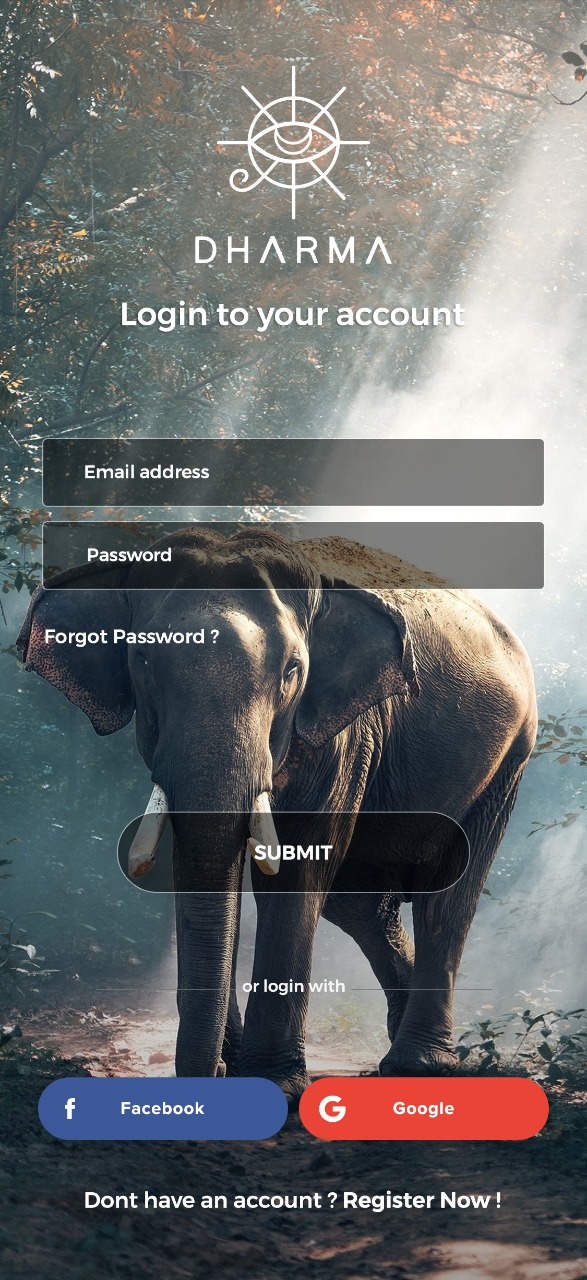 DHARMA
Login to your account
Email address
Password
Forgot Password ?
SUBMIT
or login with
f Facebook
G Google
Dont have an account ? Register Now !